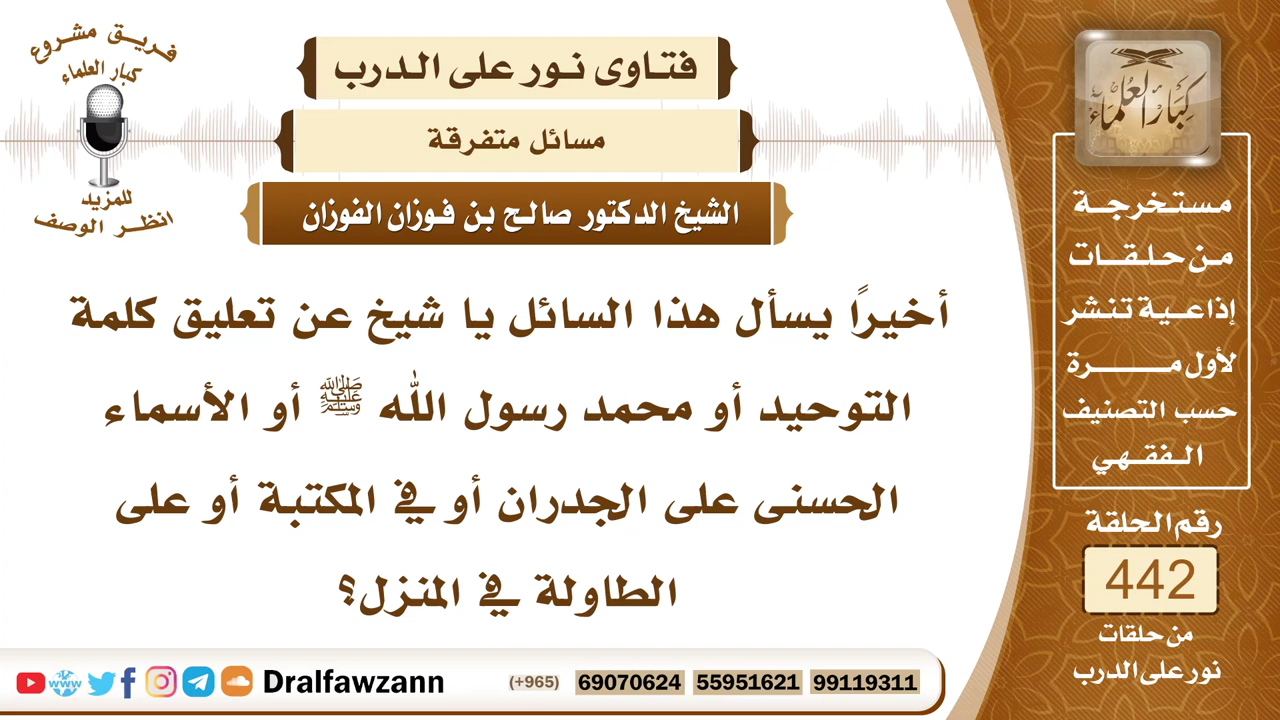 فريق مشروع
كبار العلماء
للمزيد
انظر الوصف
فتاوى نور على الدرب
مسائل متفرقة
الشيخ الدكتور صالح بن فوزان الفوزان
أخيرًا يسأل هذا السائل يا شيخ عن تعليق كلمة
التوحيد أو محمد رسول الله ﷺ أو الأسماء
الحسنى على الجدران أو في المكتبة أو على
الطاولة في المنزل؟
كبار العلماء
مستخرجة
من حلقات
إذاعية تنشر
لأول مرة
حسب التصنيف
الفقهي
رقم الحلقة
442
من حلقات
نور على الدرب
www
Dralfawzann (+965) 69070624 55951621 99119311